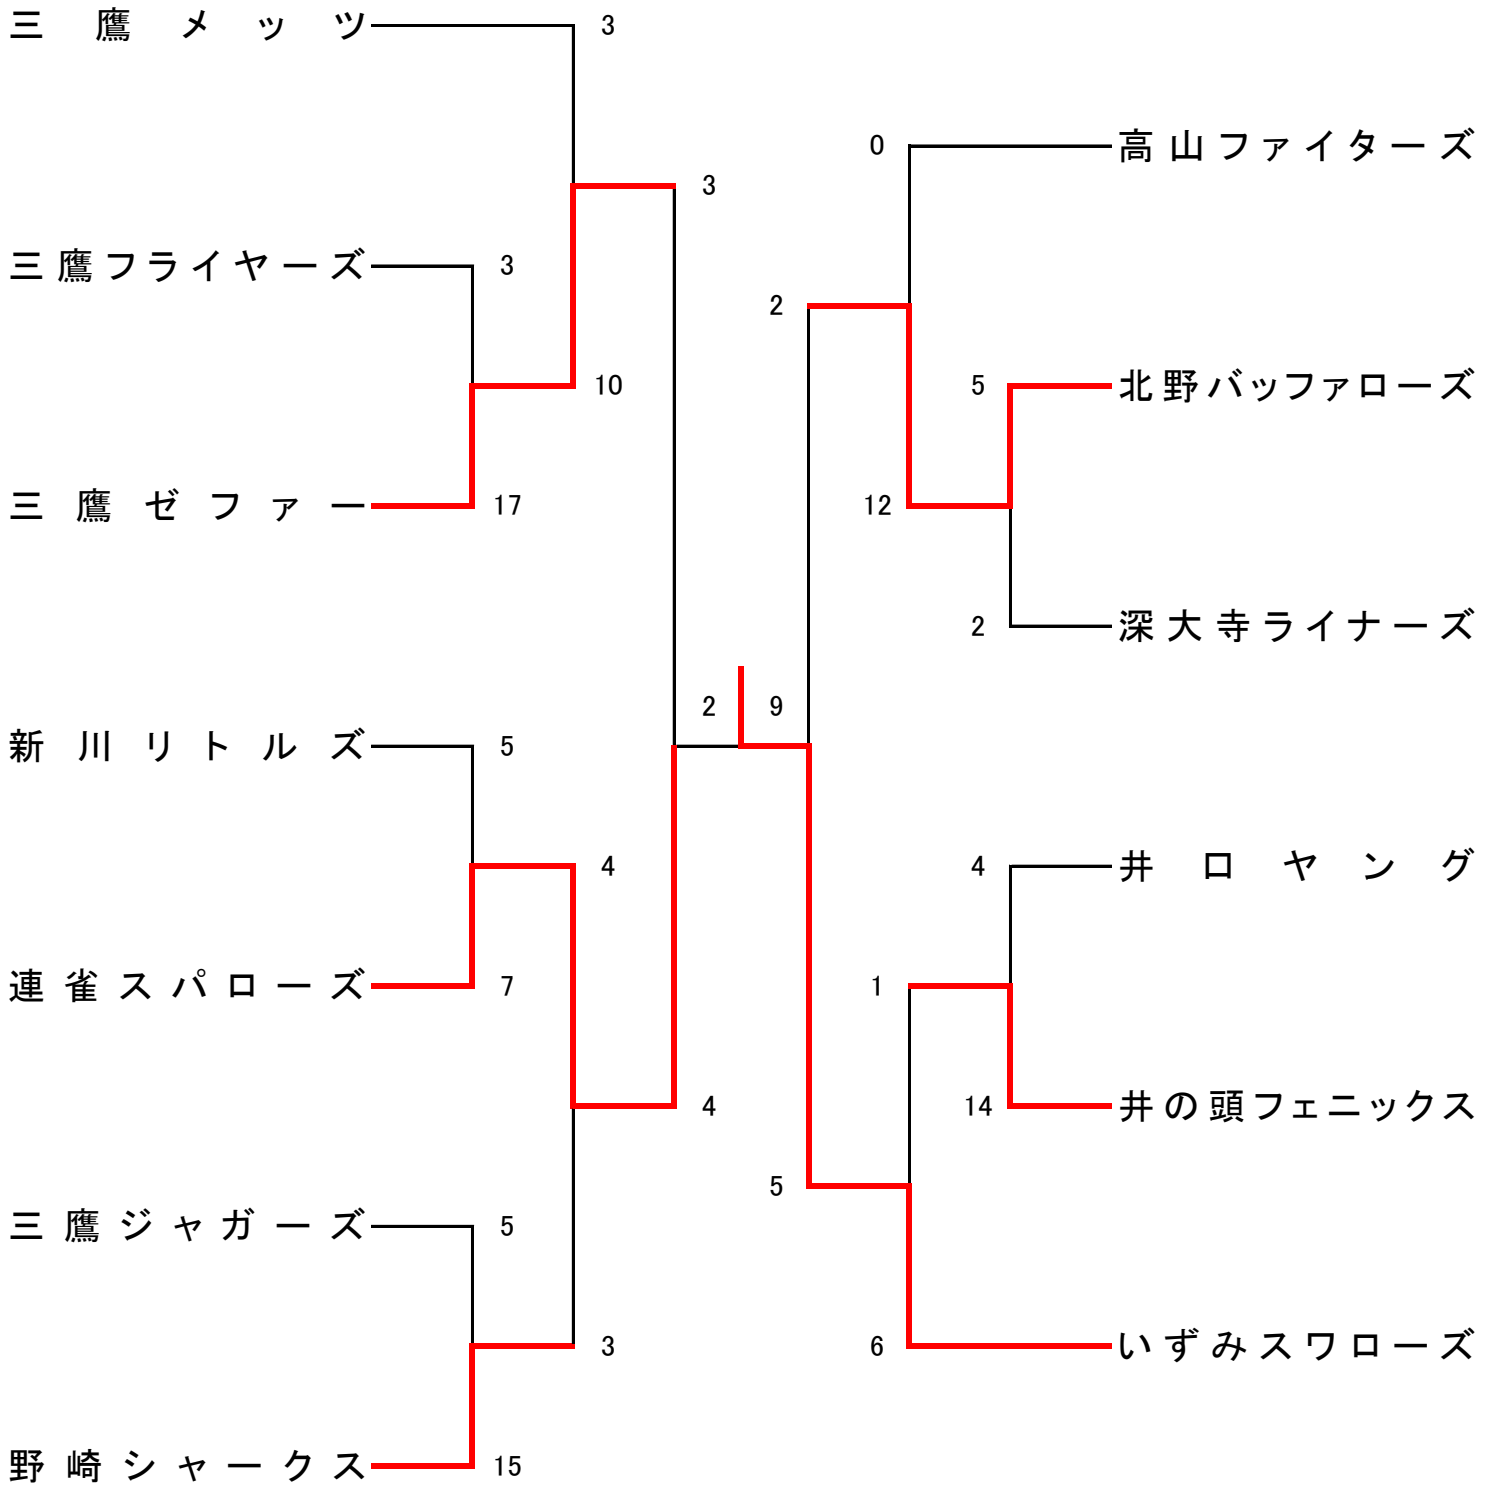 三鷹メッツ
3
三鷹フライヤーズ
3
10
三鷹ゼファー
17
3
新川リトルズ
5
4
連雀スパローズ
7
4
三鷹ジャガーズ
5
3
野崎シャークス
15
2
9
0
高山ファイターズ
2
5
北野バッファローズ
12
2
深大寺ライナーズ
4
井口ヤング
1
14
井の頭フェニックス
5
6
いずみスワローズ